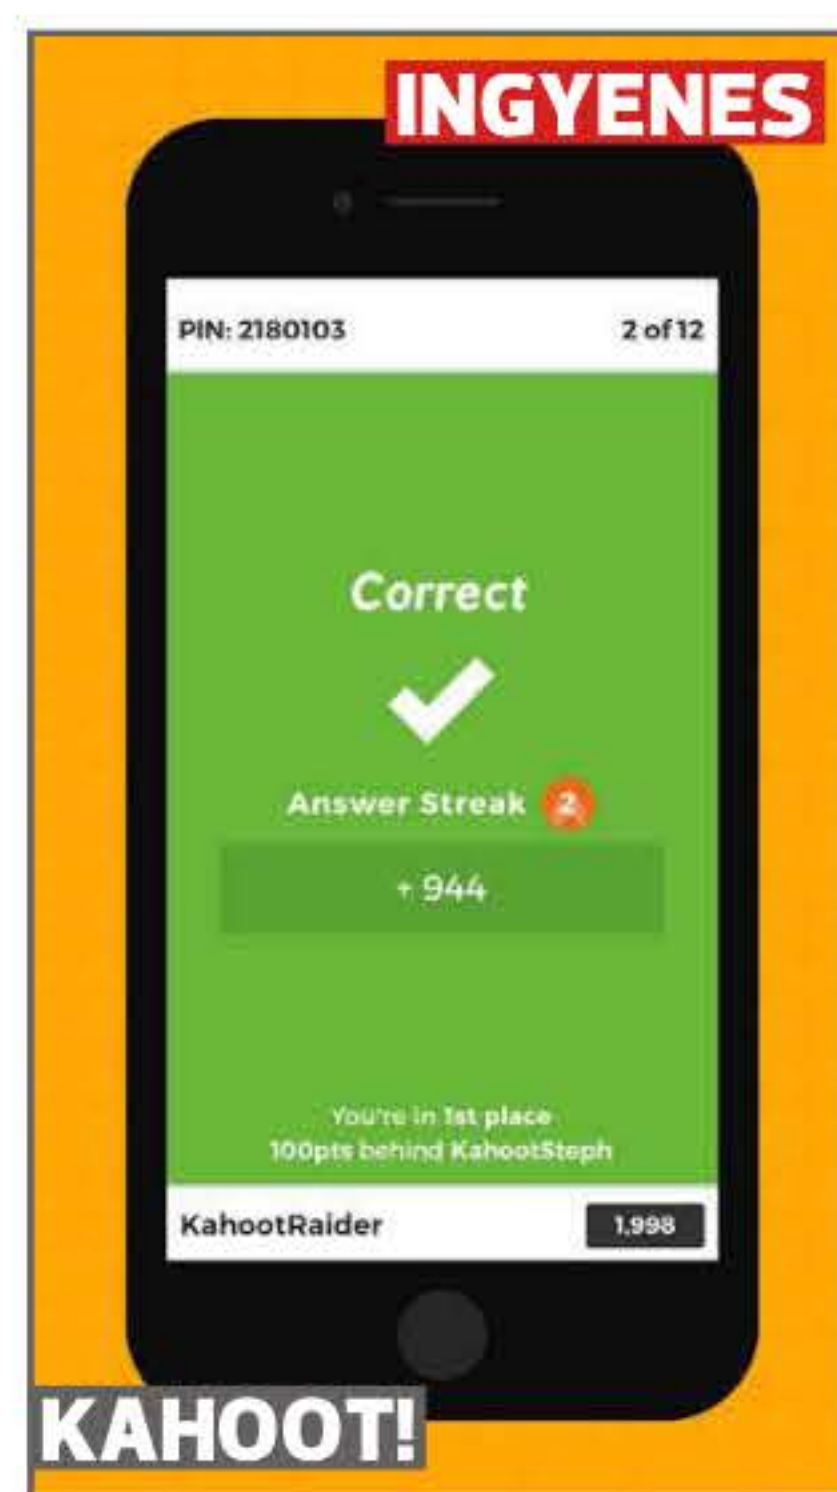 INGYENES
PIN: 2180103 2 of 12
Correct
Answer Streak 2
+ 944
You're in 1st place
100pts behind KahootSteph
KahootRaider 1,998
KAHOOT!